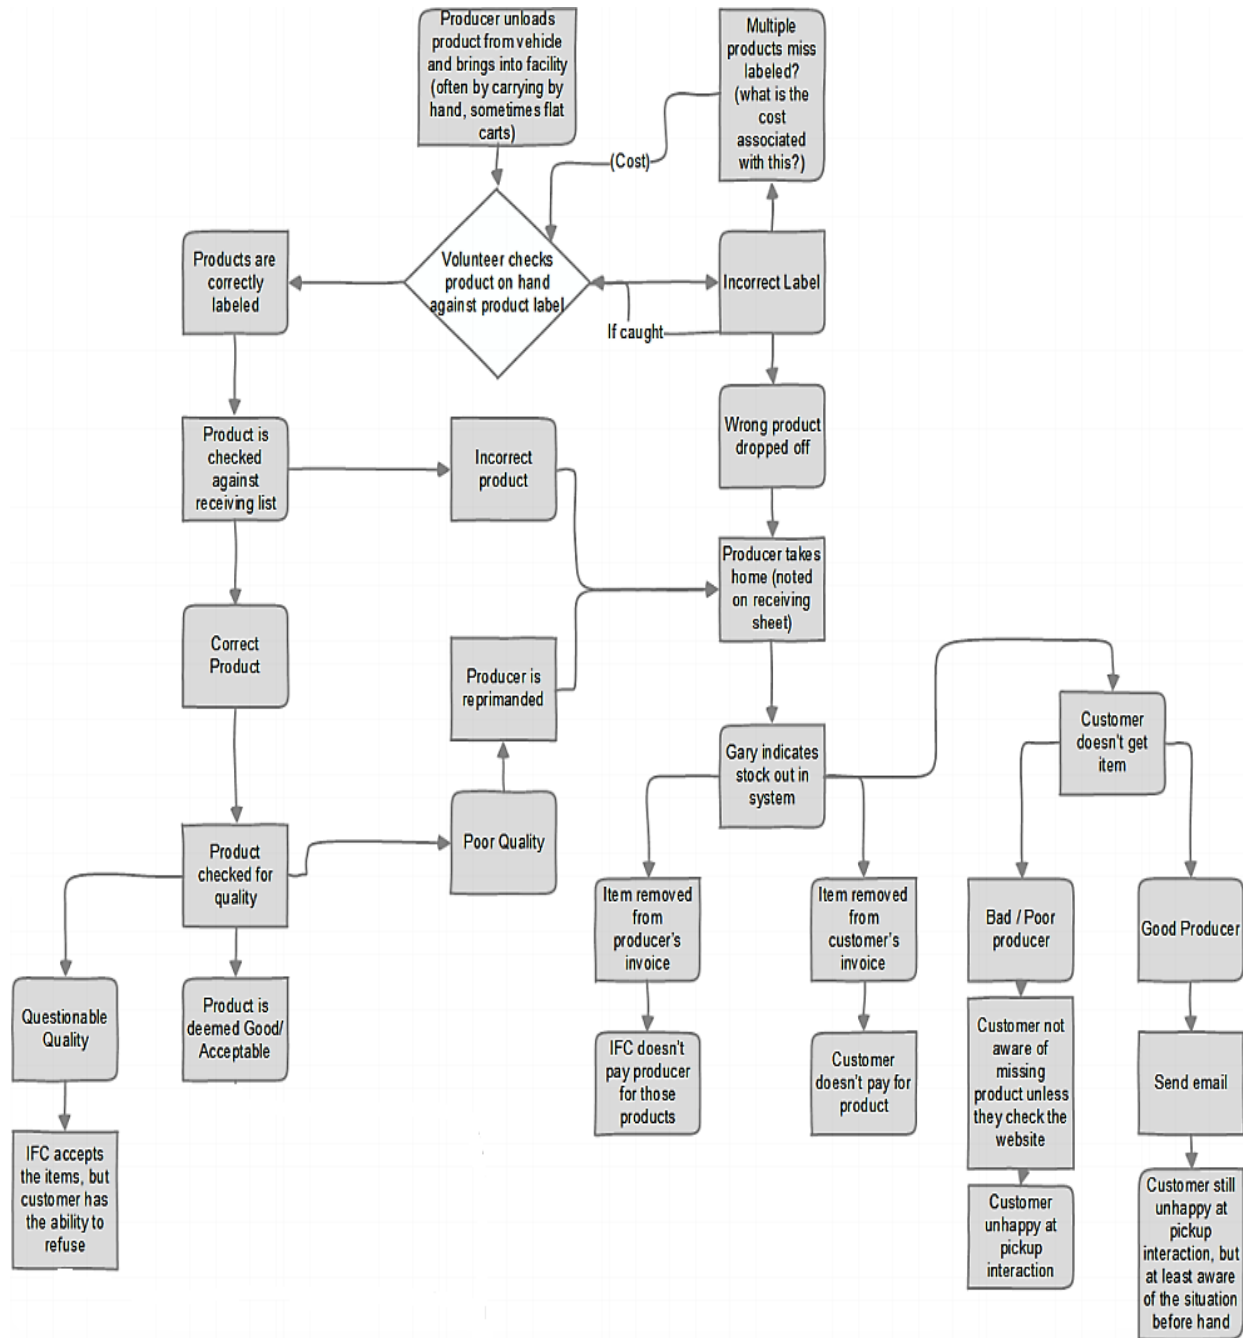 Producer unloads
product from vehicle
and brings into facility
(often by carrying by
hand, sometimes flat
carts)
Multiple
products miss
labeled?
(what is the
cost
associated
with this?)
(Cost)
Products are
correctly
labeled
Volunteer checks
product on hand
against product label
Incorrect Label
If caught
Wrong product
dropped off
Product is
checked
against
receiving list
Incorrect
product
Producer takes
home (noted
on receiving
sheet)
Correct
Product
Producer is
reprimanded
Customer
doesn't get
item
Gary indicates
stock out in
system
Product
checked for
quality
Poor Quality
Item removed
from
producer's
invoice
Item removed
from
customer's
invoice
Bad / Poor
producer
Good Producer
Questionable
Quality
Product is
deemed Good/
Acceptable
IFC doesn't
pay producer
for those
products
Customer
doesn't pay for
product
Customer not
aware of
missing
product unless
they check the
website
Send email
IFC accepts
the items, but
customer has
the ability to
refuse
Customer
unhappy at
pickup
interaction
Customer still
unhappy at
pickup
interaction, but
at least aware
of the situation
before hand